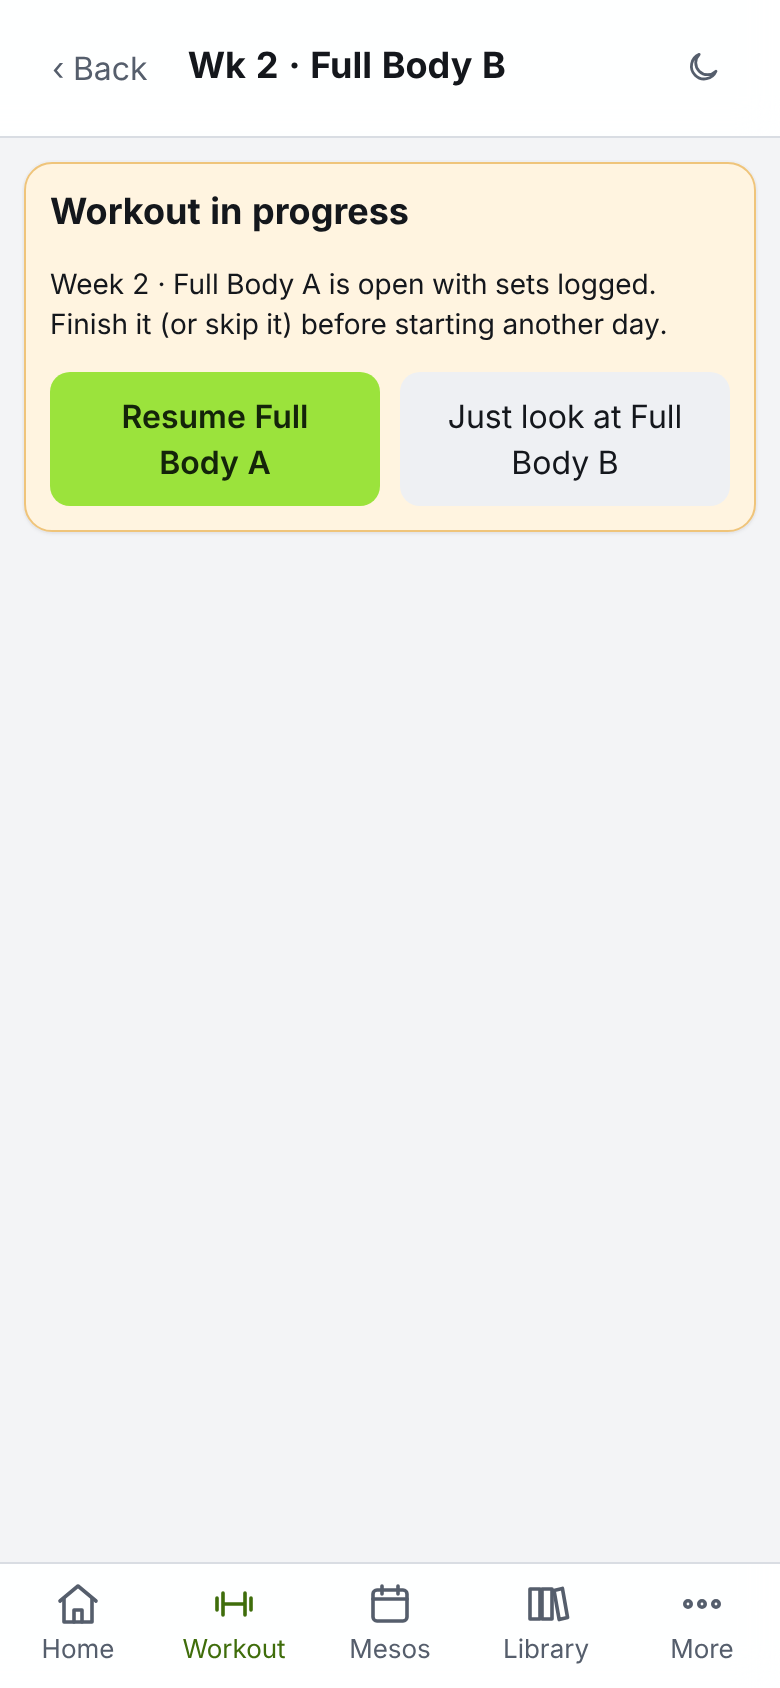 ‹ Back Wk 2 · Full Body B
Workout in progress
Week 2 · Full Body A is open with sets logged.
Finish it (or skip it) before starting another day.
Resume Full
Body A
Just look at Full
Body B
Home Workout Mesos Library More